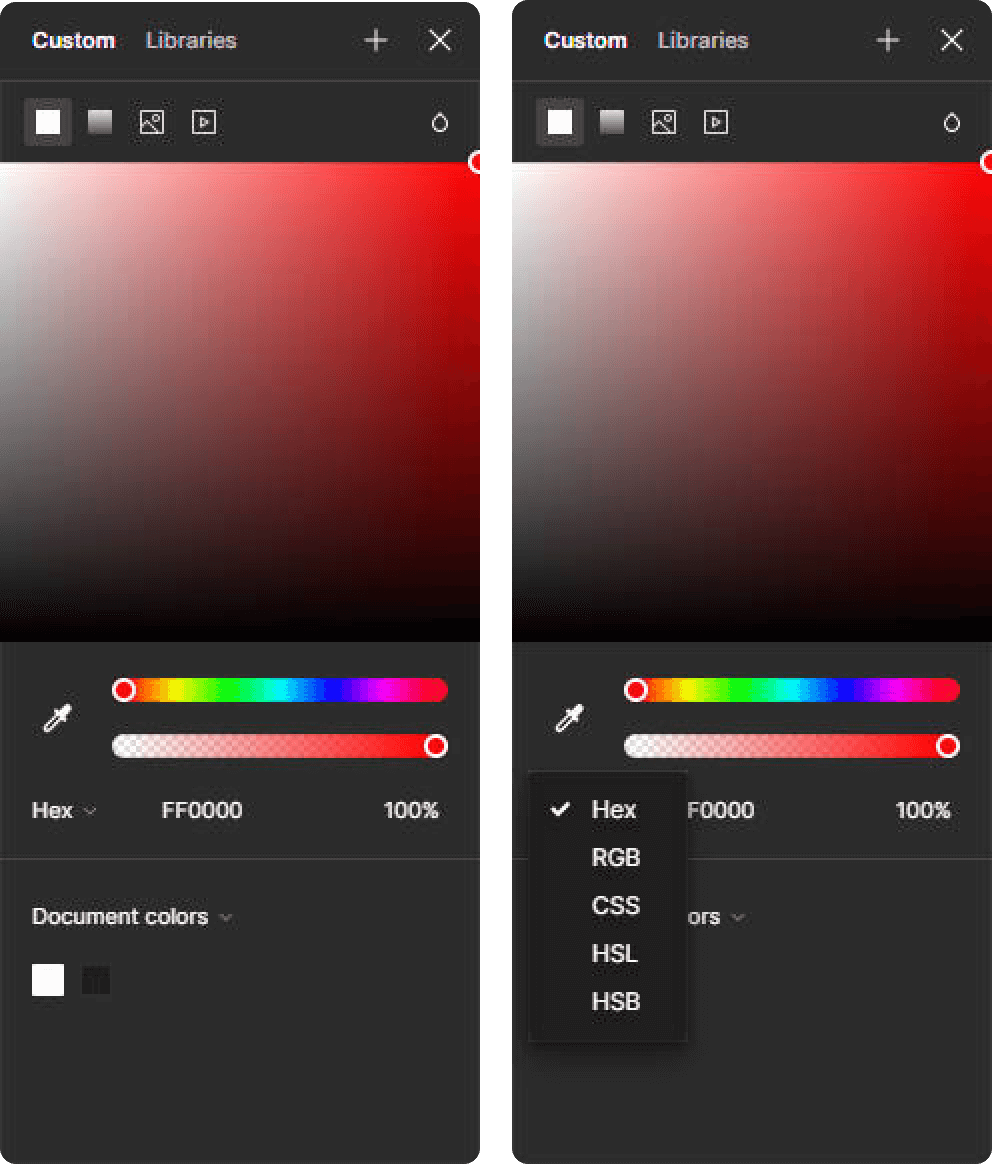 Custom Libraries
Hex FF0000 100%
Document colors
Custom Libraries
Hex F0000 100%
RGB
CSS
ors
HSL
HSB